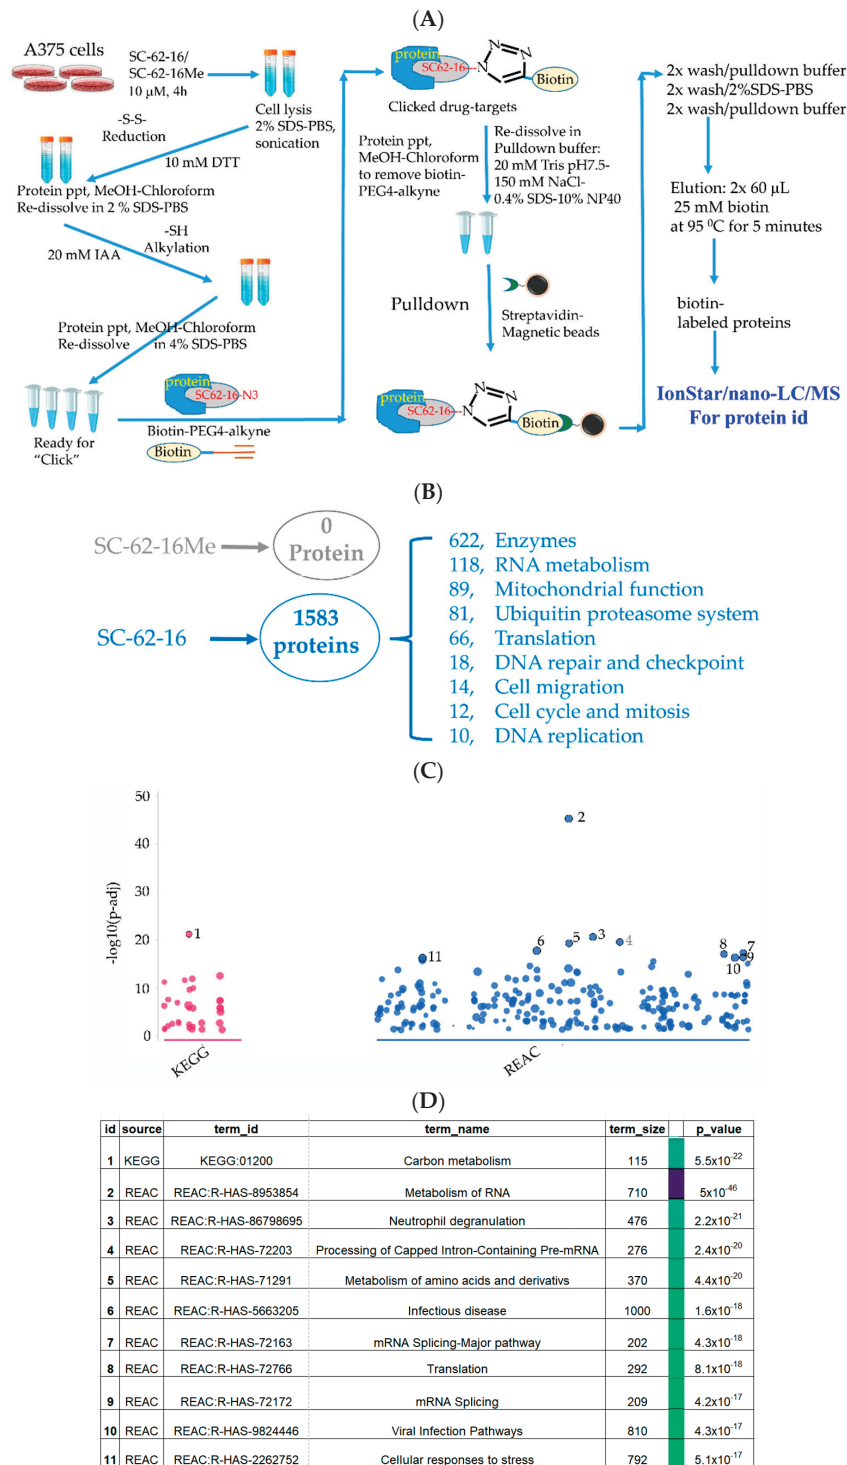 (A)
A375 cells
SC-62-16/
SC-62-16Me
10 µM, 4h
Cell lysis
2% SDS-PBS,
sonication
-S-S-
Reduction
10 mM DTT
Protein ppt, MeOH-Chloroform
Re-dissolve in 2 % SDS-PBS
-SH
Alkylation
20 mM IAA
Protein ppt, MeOH-Chloroform
Re-dissolve in 4% SDS-PBS
Ready for
“Click”
protein
SC62-16-N3
Biotin-PEG4-alkyne
Biotin
protein
SC62-16
N
N
N
Biotin
Clicked drug-targets
Protein ppt,
MeOH-Chloroform
to remove biotin-
PEG4-alkyne
Re-dissolve in
Pulldown buffer:
20 mM Tris pH7.5-
150 mM NaCl-
0.4% SDS-10% NP40
Pulldown
Streptavidin-
Magnetic beads
protein
SC62-16
N
N
N
Biotin
2x wash/pulldown buffer
2x wash/2%SDS-PBS
2x wash/pulldown buffer
Elution: 2x 60 µL
25 mM biotin
at 95 ⁰C for 5 minutes
biotin-
labeled proteins
IonStar/nano-LC/MS
For protein id
(B)
SC-62-16Me
0
Protein
SC-62-16
1583
proteins
622, Enzymes
118, RNA metabolism
89, Mitochondrial function
81, Ubiquitin proteasome system
66, Translation
18, DNA repair and checkpoint
14, Cell migration
12, Cell cycle and mitosis
10, DNA replication
(C)
-log10(p-adj)
50
40
30
20
10
0
1
2
3
4
5
6
7
8
9
10
11
KEGG
REAC
(D)
id source term_id term_name term_size p_value
1 KEGG KEGG:01200 Carbon metabolism 115 5.5x10⁻²²
2 REAC REAC:R-HAS-8953854 Metabolism of RNA 710 5x10⁻⁴⁶
3 REAC REAC:R-HAS-86798695 Neutrophil degranulation 476 2.2x10⁻²¹
4 REAC REAC:R-HAS-72203 Processing of Capped Intron-Containing Pre-mRNA 276 2.4x10⁻²⁰
5 REAC REAC:R-HAS-71291 Metabolism of amino acids and derivativs 370 4.4x10⁻²⁰
6 REAC REAC:R-HAS-5663205 Infectious disease 1000 1.6x10⁻¹⁸
7 REAC REAC:R-HAS-72163 mRNA Splicing-Major pathway 202 4.3x10⁻¹⁸
8 REAC REAC:R-HAS-72766 Translation 292 8.1x10⁻¹⁸
9 REAC REAC:R-HAS-72172 mRNA Splicing 209 4.2x10⁻¹⁷
10 REAC REAC:R-HAS-9824446 Viral Infection Pathways 810 4.3x10⁻¹⁷
11 REAC REAC:R-HAS-2262752 Cellular responses to stress 792 5.1x10⁻¹⁷